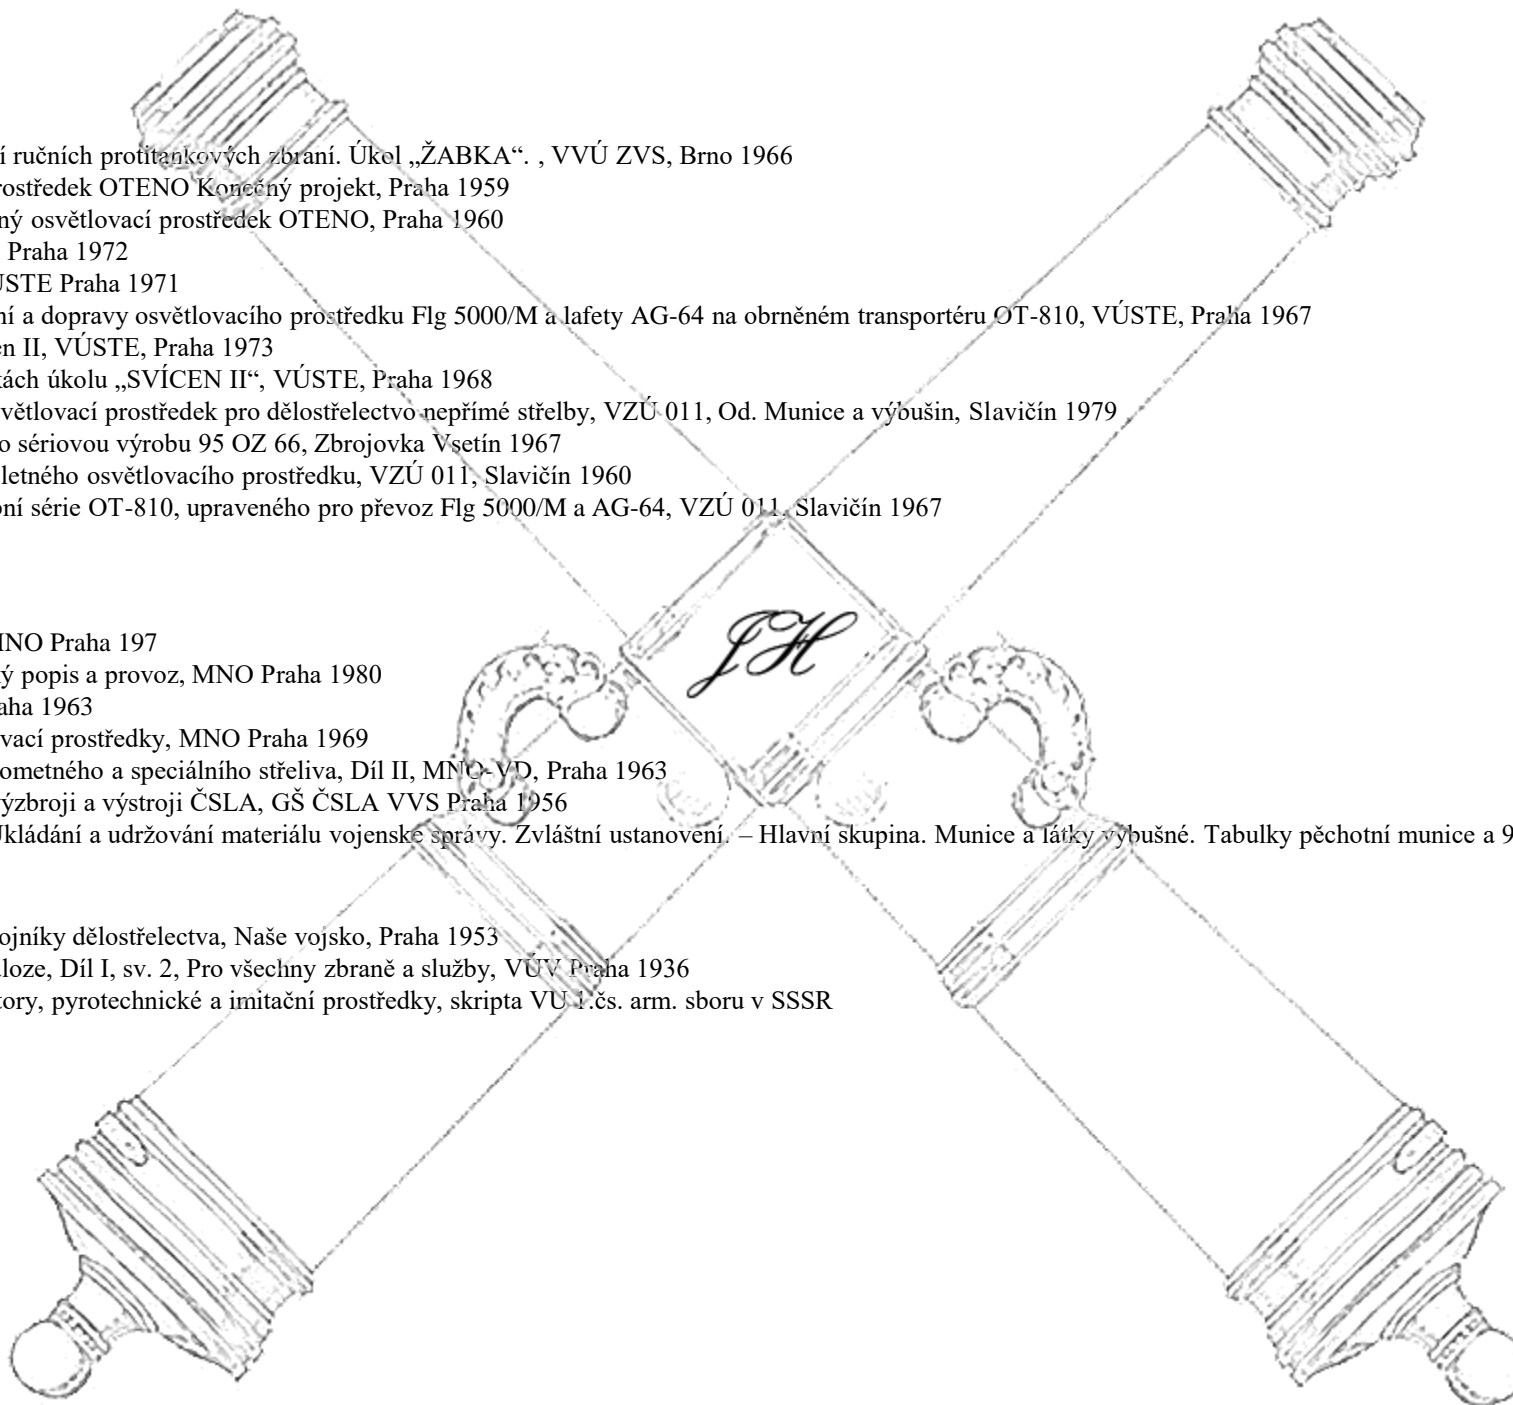 í ručních protitankových zbraní. Úkol „ŽABKA“. , VVÚ ZVS, Brno 1966
rostředek OTENO Konečný projekt, Praha 1959
ný osvětlovací prostředek OTENO, Praha 1960
Praha 1972
ÚSTE Praha 1971
ní a dopravy osvětlovacího prostředku Flg 5000/M a lafety AG-64 na obrněném transportéru OT-810, VÚSTE, Praha 1967
en II, VÚSTE, Praha 1973
kách úkolu „SVÍCEN II“, VÚSTE, Praha 1968
světlovací prostředek pro dělostřelectvo nepřímé střelby, VZÚ 011, Od. Munice a výbušin, Slavičín 1979
o sériovou výrobu 95 OZ 66, Zbrojovka Vsetín 1967
letného osvětlovacího prostředku, VZÚ 011, Slavičín 1960
ní série OT-810, upraveného pro převoz Flg 5000/M a AG-64, VZÚ 011, Slavičín 1967
JH
MNO Praha 197
ý popis a provoz, MNO Praha 1980
aha 1963
vací prostředky, MNO Praha 1969
ometného a speciálního střeliva, Díl II, MNO-VD, Praha 1963
výzbroji a výstroji ČSLA, GŠ ČSLA VVS Praha 1956
Ukládání a udržování materiálu vojenské správy. Zvláštní ustanovení. – Hlavní skupina. Munice a látky výbušné. Tabulky pěchotní munice a 9
ojníky dělostřelectva, Naše vojsko, Praha 1953
loze, Díl I, sv. 2, Pro všechny zbraně a služby, VÚV Praha 1936
tory, pyrotechnické a imitační prostředky, skripta VU 1.čs. arm. sboru v SSSR